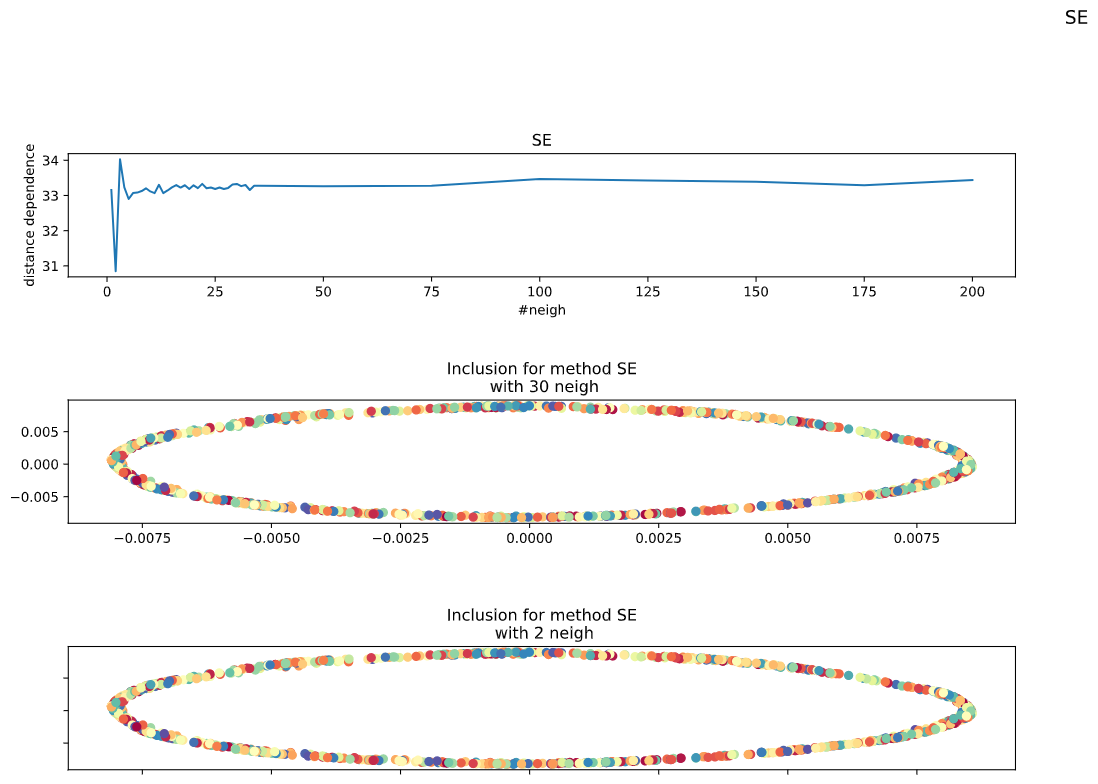 SE
SE
distance dependence
34
33
32
31
0 25 50 75 100 125 150 175 200
#neigh
Inclusion for method SE
with 30 neigh
0.005
0.000
−0.005
−0.0075 −0.0050 −0.0025 0.0000 0.0025 0.0050 0.0075
Inclusion for method SE
with 2 neigh